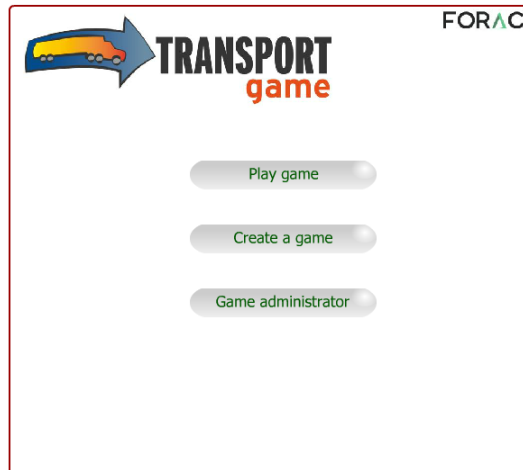 FORAC
TRANSPORT
game
Play game
Create a game
Game administrator